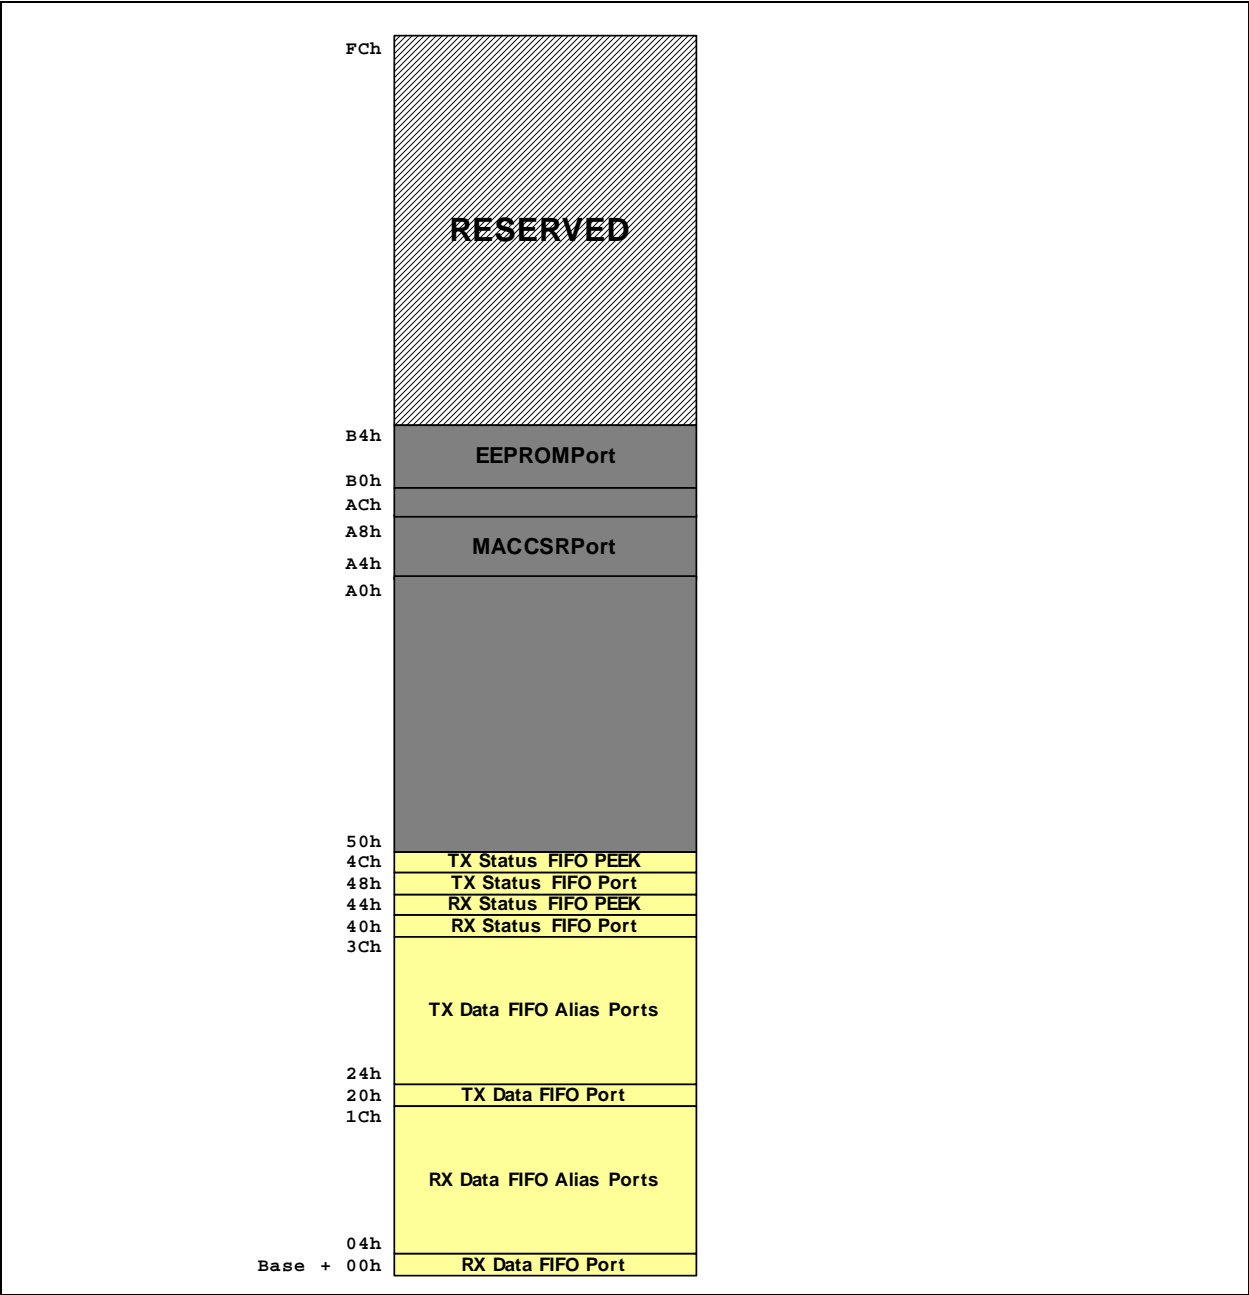 FCh
RESERVED
B4h
EEPROMPort
B0h
ACh
A8h
MACCSRPort
A4h
A0h
50h
4Ch TX Status FIFO PEEK
48h TX Status FIFO Port
44h RX Status FIFO PEEK
40h RX Status FIFO Port
3Ch
TX Data FIFO Alias Ports
24h
20h TX Data FIFO Port
1Ch
RX Data FIFO Alias Ports
04h
Base + 00h RX Data FIFO Port